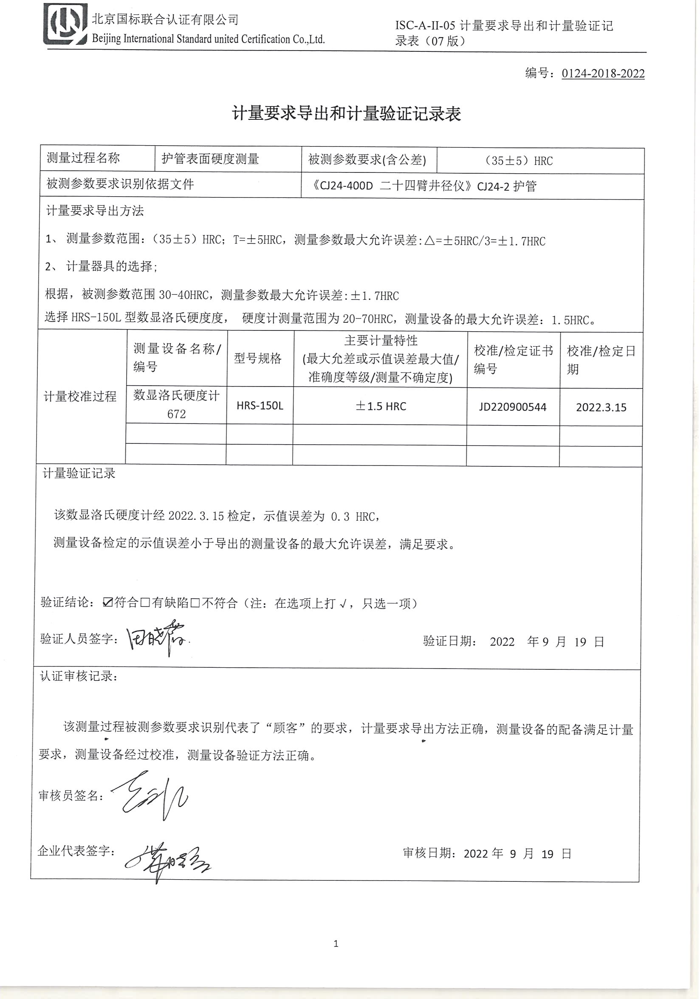 北京国标联合认证有限公司
Beijing International Standard united Certification Co.,Ltd.
ISC-A-II-05 计量要求导出和计量验证记
录表（07 版）
编号：0124-2018-2022
计量要求导出和计量验证记录表
测量过程名称 护管表面硬度测量 被测参数要求(含公差) （35±5）HRC
被测参数要求识别依据文件 《CJ24-400D 二十四臂井径仪》CJ24-2 护管
计量要求导出方法
1、 测量参数范围：（35±5）HRC；T=±5HRC，测量参数最大允许误差:△=±5HRC/3=±1.7HRC
2、 计量器具的选择;
根据，被测参数范围 30-40HRC，测量参数最大允许误差:±1.7HRC
选择 HRS-150L 型数显洛氏硬度度， 硬度计测量范围为 20-70HRC，测量设备的最大允许误差：1.5HRC。
计量校准过程
测量设备名称/
编号
型号规格
主要计量特性
(最大允差或示值误差最大值/
准确度等级/测量不确定度)
校准/检定证书
编号
校准/检定日
期
数显洛氏硬度计
672
HRS-150L
±1.5 HRC
JD220900544
2022.3.15
计量验证记录
该数显洛氏硬度计经 2022.3.15 检定，示值误差为 0.3 HRC，
测量设备检定的示值误差小于导出的测量设备的最大允许误差，满足要求。
验证结论：☑符合□有缺陷□不符合（注：在选项上打√，只选一项）
验证人员签字： 验证日期： 2022 年 9 月 19 日
认证审核记录：
该测量过程被测参数要求识别代表了“顾客”的要求，计量要求导出方法正确，测量设备的配备满足计量
要求，测量设备经过校准，测量设备验证方法正确。
审核员签名：
企业代表签字： 审核日期：2022 年 9 月 19 日
1